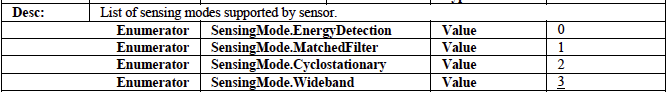 Desc: List of sensing modes supported by sensor.
Enumerator SensingMode.EnergyDetection Value 0
Enumerator SensingMode.MatchedFilter Value 1
Enumerator SensingMode.Cyclostationary Value 2
Enumerator SensingMode.Wideband Value 3